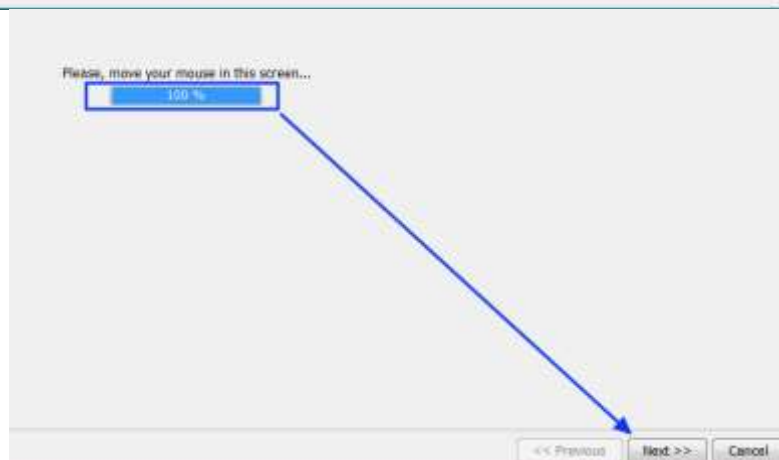 Please, move your mouse in this screen...
100 %
<< Previous
Next >>
Cancel